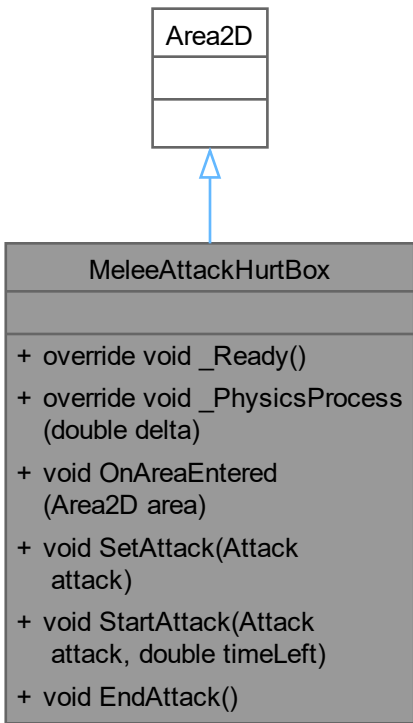 Area2D
MeleeAttackHurtBox
+ override void _Ready()
+ override void _PhysicsProcess
(double delta)
+ void OnAreaEntered
(Area2D area)
+ void SetAttack(Attack
attack)
+ void StartAttack(Attack
attack, double timeLeft)
+ void EndAttack()